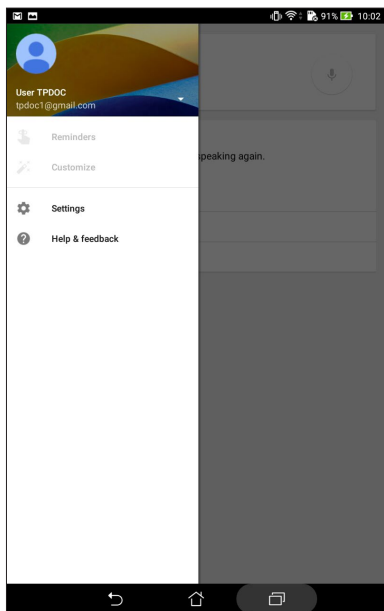 91% 10:02
User TPDOC
tpdoc1@gmail.com
Reminders
Customize
speaking again.
Settings
Help & feedback